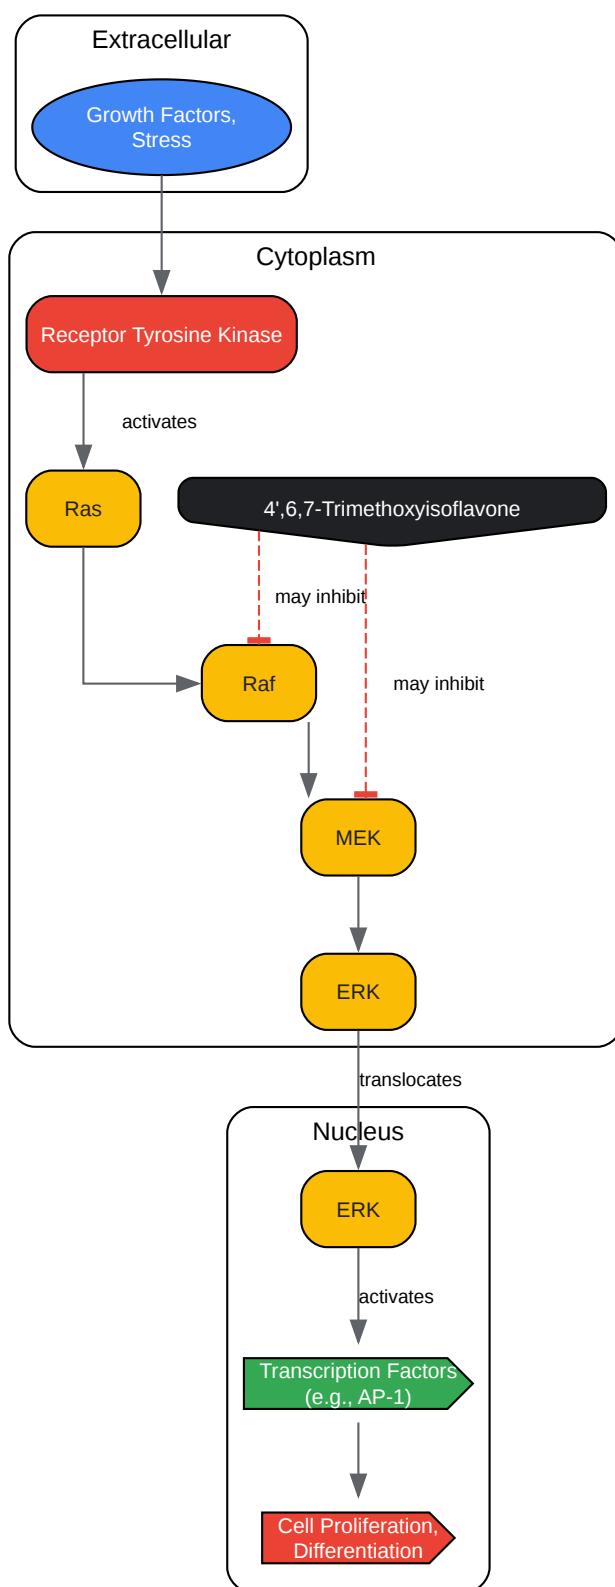 Extracellular
Growth Factors,
Stress
Cytoplasm
Receptor Tyrosine Kinase
activates
Ras
4',6,7-Trimethoxyisoflavone
may inhibit
Raf
may inhibit
MEK
ERK
translocates
Nucleus
ERK
activates
Transcription Factors
(e.g., AP-1)
Cell Proliferation,
Differentiation